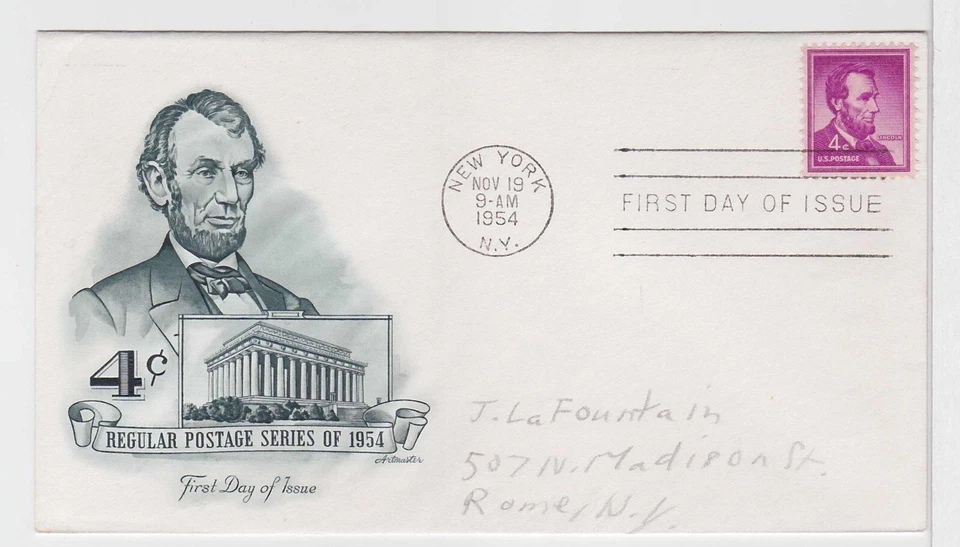 LINCOLN
4¢
U.S. POSTAGE
NEW YORK
NOV 19
9-AM
1954
N.Y.
FIRST DAY OF ISSUE
4¢
REGULAR POSTAGE SERIES OF 1954
Artmaster
First Day of Issue
J. LaFountain
507 N. Madison St.
Rome, N.Y.